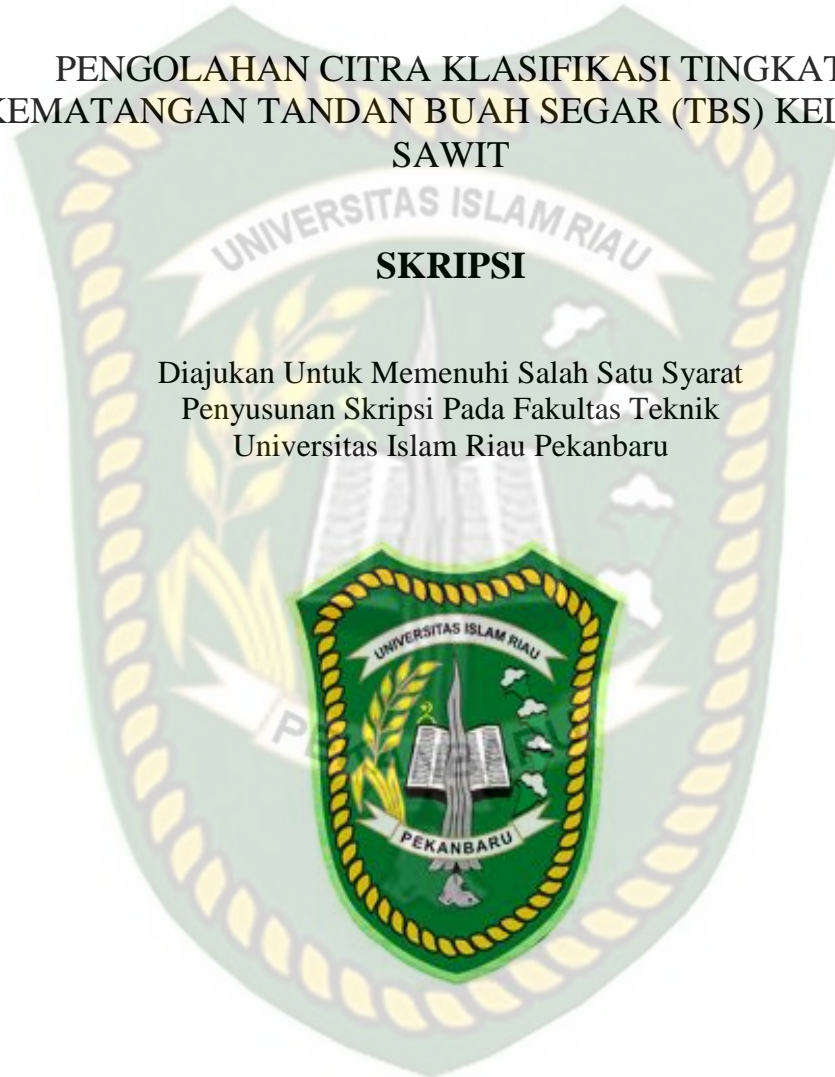 PENGOLAHAN CITRA KLASIFIKASI TINGKAT
KEMATANGAN TANDAN BUAH SEGAR (TBS)
SAWIT
UNIVERSITAS ISLAM RIAU
SKRIPSI
Diajukan Untuk Memenuhi Salah Satu Syarat
Penyusunan Skripsi Pada Fakultas Teknik
Universitas Islam Riau Pekanbaru
UNIVERSITAS ISLAM RIAU
PEKANBARU